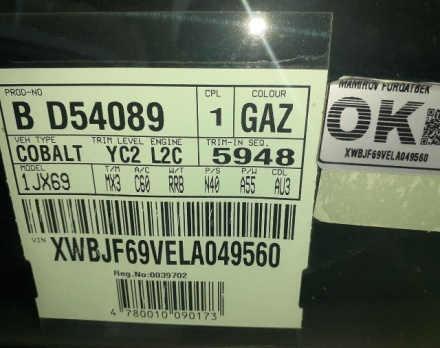 PROD-NO CPL COLOUR
B D54089 1 GAZ
VEH TYPE TRIM LEVEL ENGINE TRIM-IN SEQ.
COBALT YC2 L2C 5948
MODEL T/M A/C W/T P/S P/W COL
1JX69 MX3 C60 RRB N40 A55 AU3
VIN XWBJF69VELA049560
Reg.No:0039702
4 780010 090173
MAMIROV FURQATBEK
OK
XWBJF69VELA049560